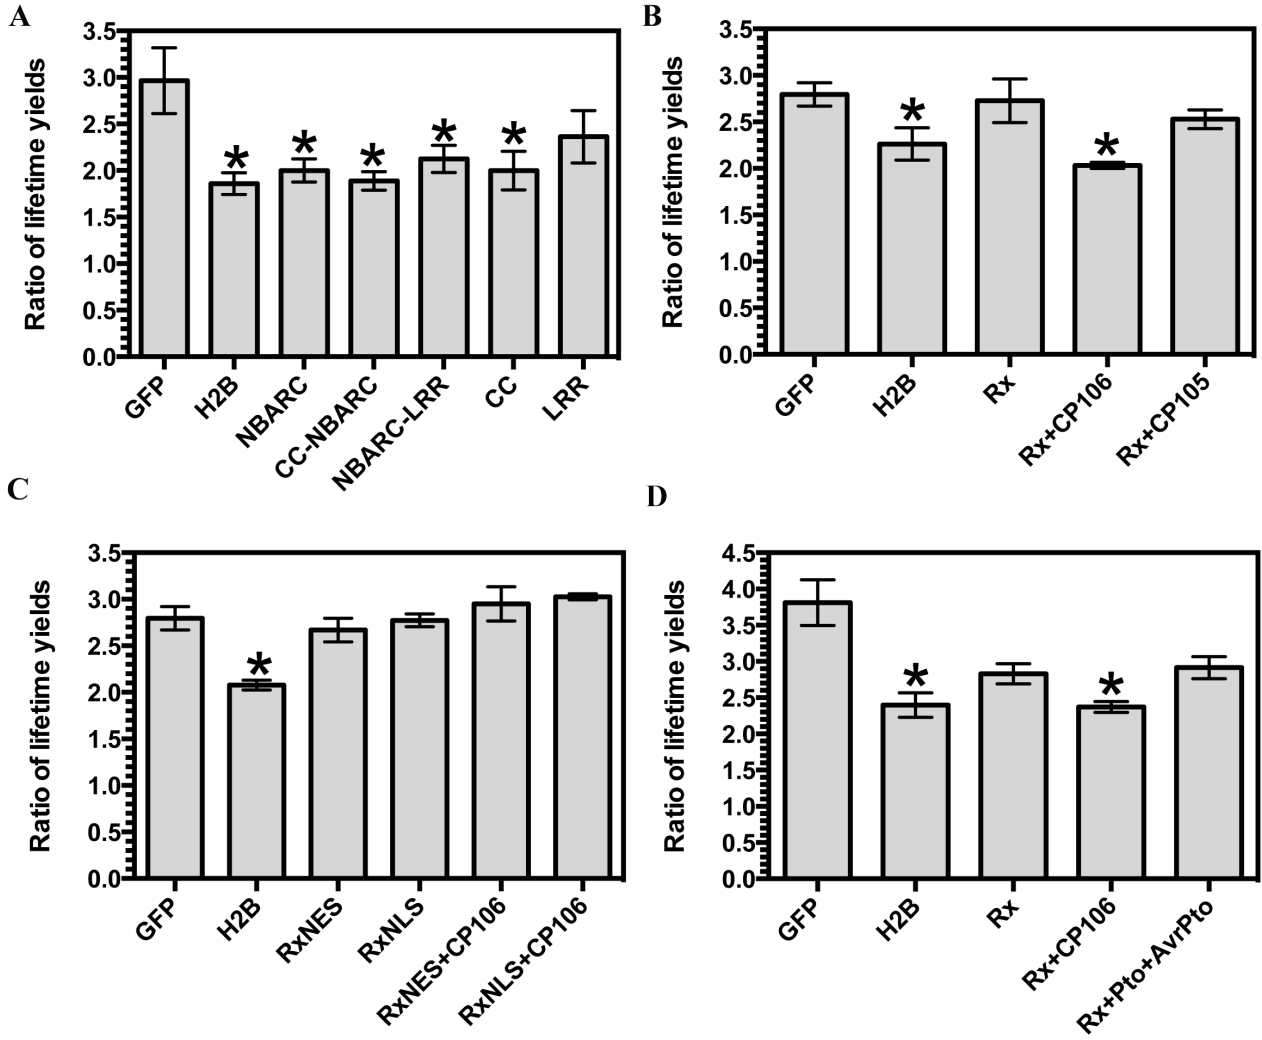 A
Ratio of lifetime yields
3.5
3.0
2.5
2.0
1.5
1.0
0.5
0.0
*
*
*
*
*
GFP
H2B
NBARC
CC-NBARC
NBARC-LRR
CC
LRR
B
Ratio of lifetime yields
3.5
3.0
2.5
2.0
1.5
1.0
0.5
0.0
*
*
GFP
H2B
Rx
Rx+CP106
Rx+CP105
C
Ratio of lifetime yields
3.5
3.0
2.5
2.0
1.5
1.0
0.5
0.0
*
GFP
H2B
RxNES
RxNLS
RxNES+CP106
RxNLS+CP106
D
Ratio of lifetime yields
4.5
4.0
3.5
3.0
2.5
2.0
1.5
1.0
0.5
0.0
*
*
GFP
H2B
Rx
Rx+CP106
Rx+Pto+AvrPto